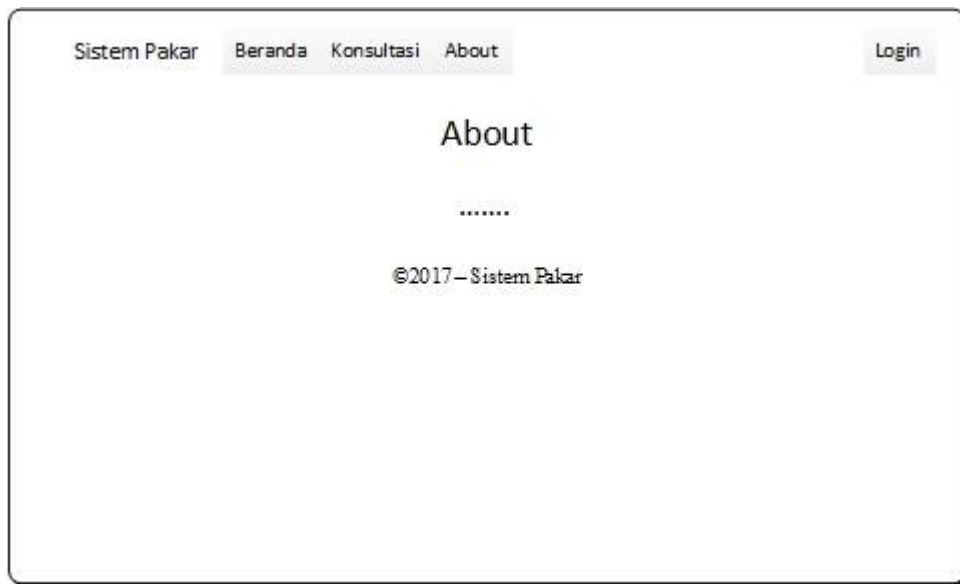 Sistem Pakar Beranda Konsultasi About Login
About
.......
©2017 – Sistem Pakar